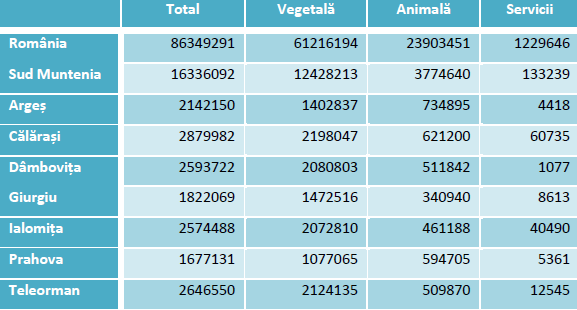 Total Vegetală Animală Servicii
România 86349291 61216194 23903451 1229646
Sud Muntenia 16336092 12428213 3774640 133239
Argeș 2142150 1402837 734895 4418
Călărași 2879982 2198047 621200 60735
Dâmbovița 2593722 2080803 511842 1077
Giurgiu 1822069 1472516 340940 8613
Ialomița 2574488 2072810 461188 40490
Prahova 1677131 1077065 594705 5361
Teleorman 2646550 2124135 509870 12545